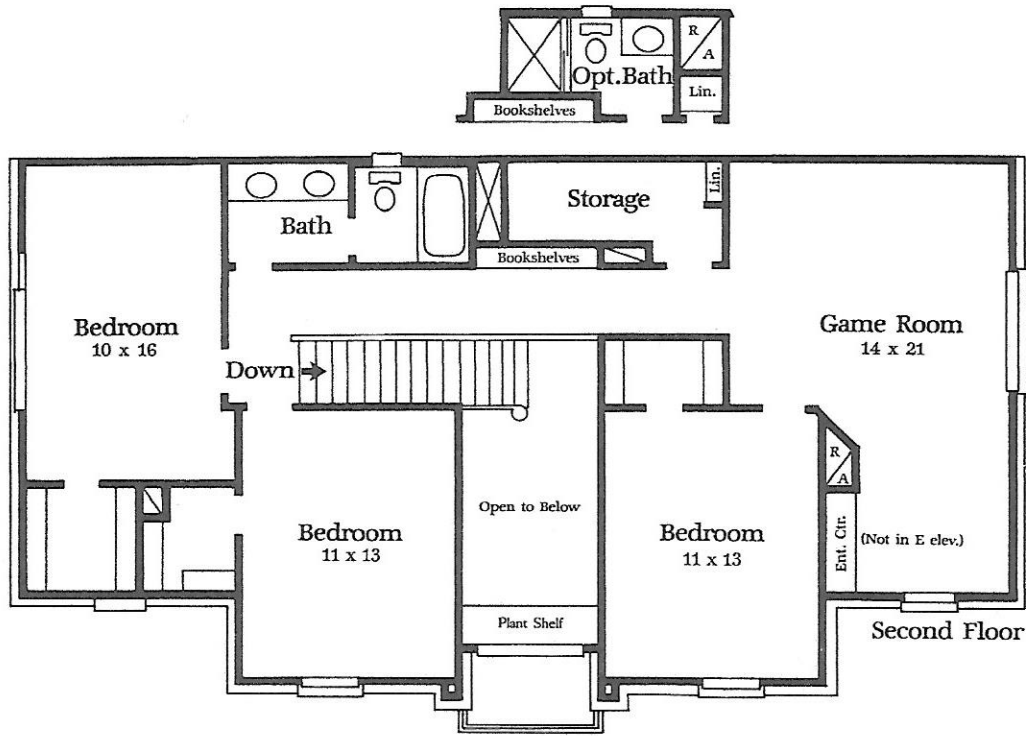 R
A
Opt.Bath
Lin.
Bookshelves
Storage
Lin.
Bath
Bookshelves
Bedroom
10 x 16
Game Room
14 x 21
Down
R
A
Open to Below
Bedroom
11 x 13
Bedroom
11 x 13
Ent. Ctr.
(Not in E elev.)
Plant Shelf
Second Floor